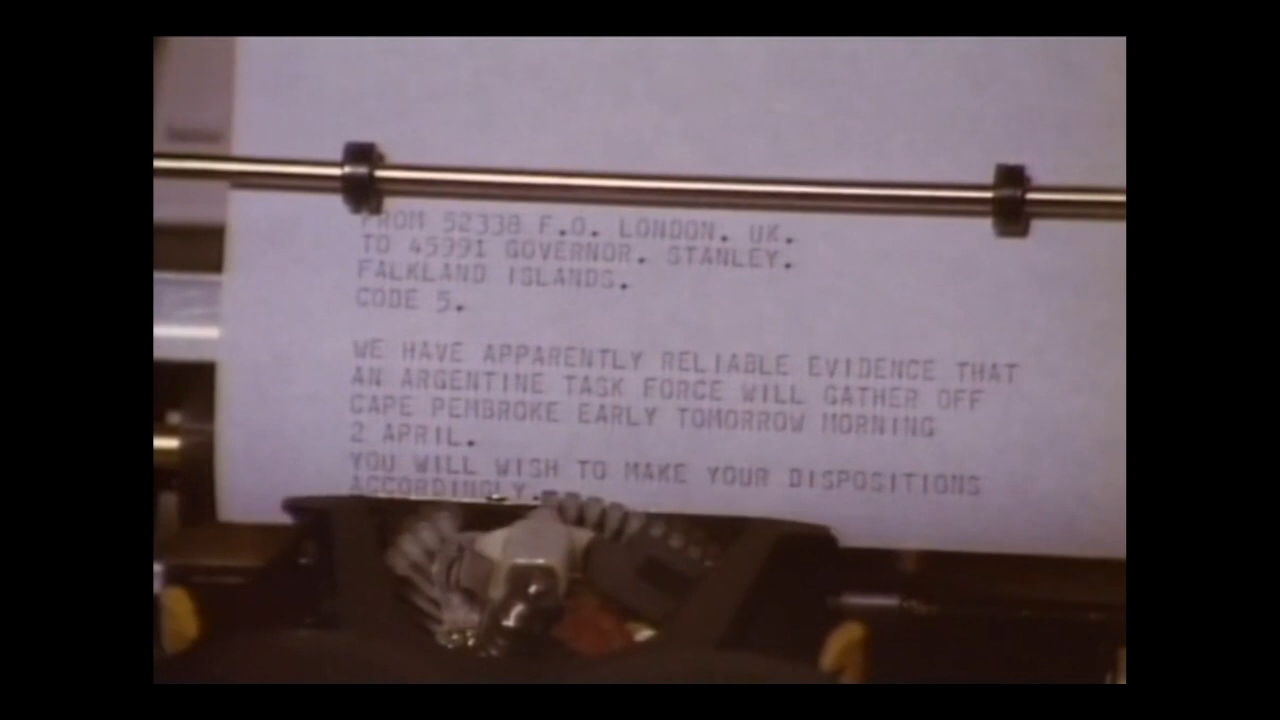 FROM 52338 F.O. LONDON. UK.
TO 45991 GOVERNOR. STANLEY.
FALKLAND ISLANDS.
CODE 5.
WE HAVE APPARENTLY RELIABLE EVIDENCE THAT
AN ARGENTINE TASK FORCE WILL GATHER OFF
CAPE PEMBROKE EARLY TOMORROW MORNING
2 APRIL.
YOU WILL WISH TO MAKE YOUR DISPOSITIONS
ACCORDINGLY.